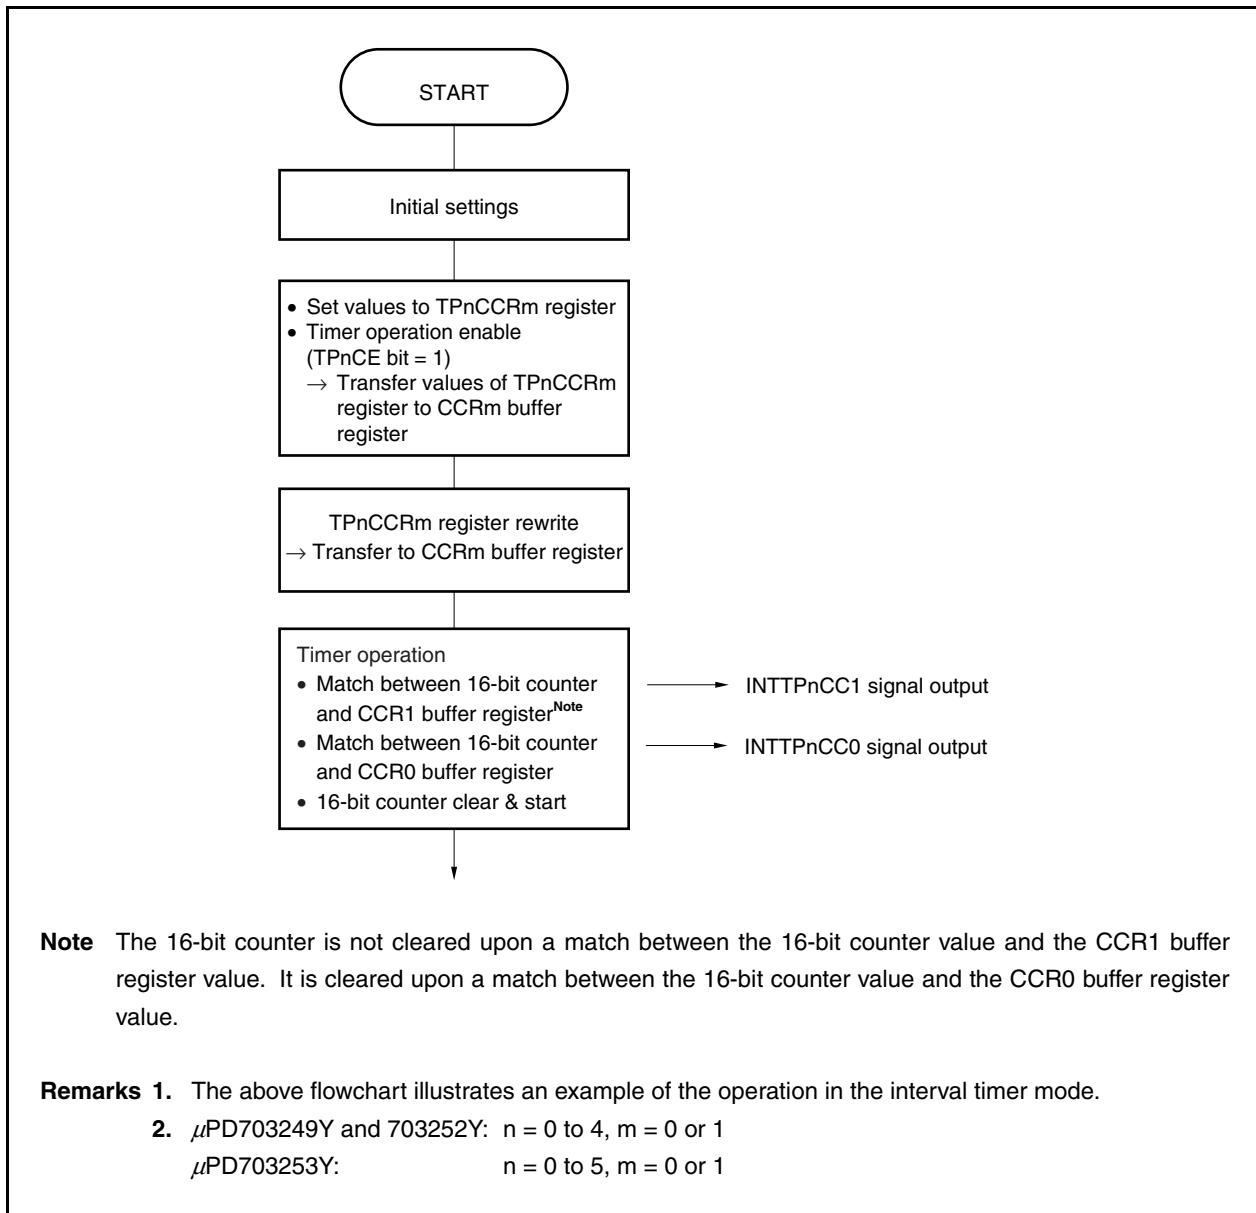 START
Initial settings
• Set values to TPnCCRm register
• Timer operation enable
(TPnCE bit = 1)
→ Transfer values of TPnCCRm
register to CCRm buffer
register
TPnCCRm register rewrite
→ Transfer to CCRm buffer register
Timer operation
• Match between 16-bit counter
and CCR1 buffer registerNote
• Match between 16-bit counter
and CCR0 buffer register
• 16-bit counter clear & start
INTTPnCC1 signal output
INTTPnCC0 signal output
Note The 16-bit counter is not cleared upon a match between the 16-bit counter value and the CCR1 buffer
register value. It is cleared upon a match between the 16-bit counter value and the CCR0 buffer register
value.
Remarks 1. The above flowchart illustrates an example of the operation in the interval timer mode.
2. μPD703249Y and 703252Y: n = 0 to 4, m = 0 or 1
μPD703253Y: n = 0 to 5, m = 0 or 1